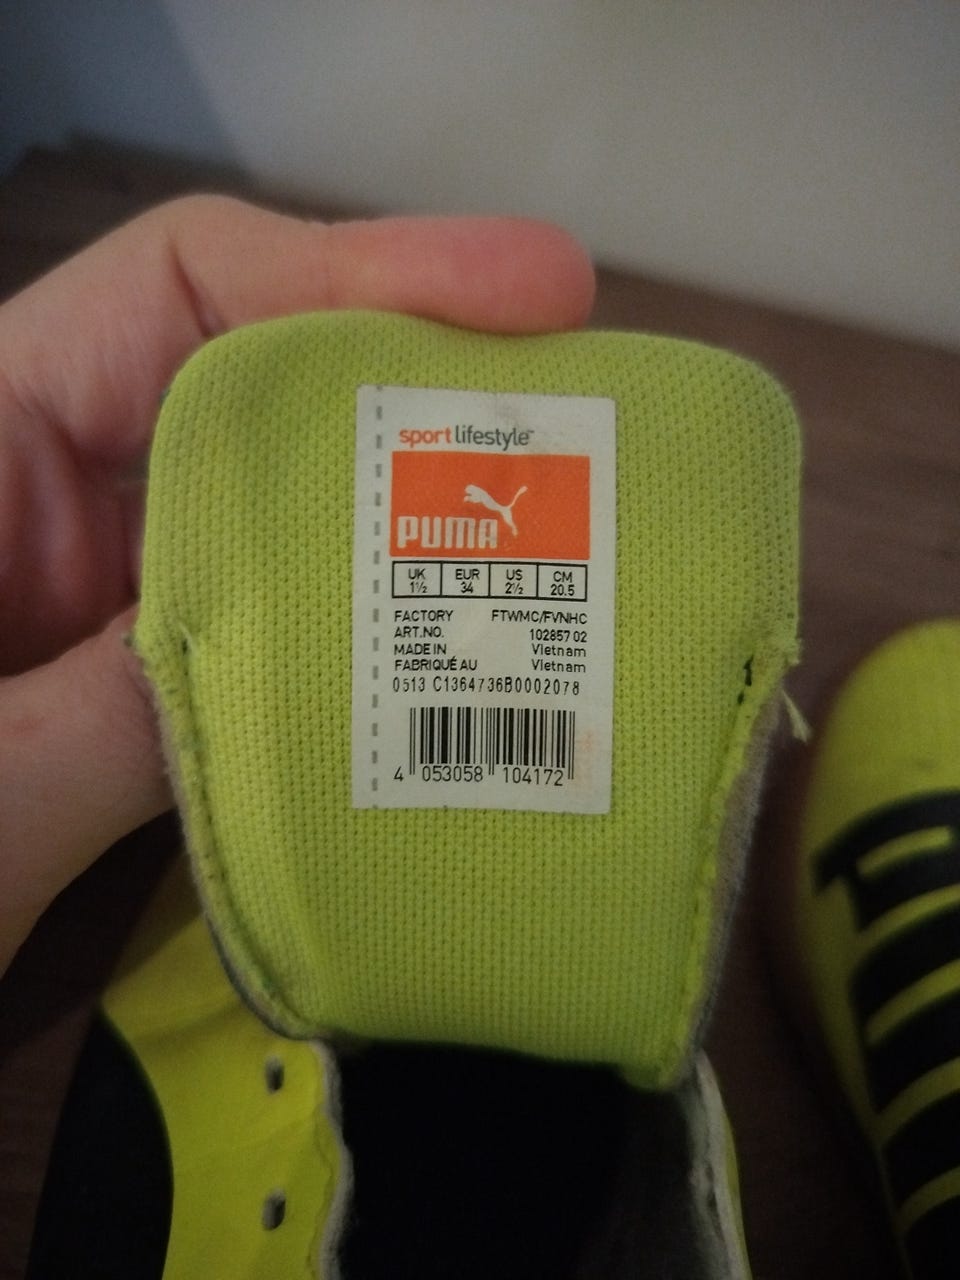 sport lifestyle™
PUMA
UK EUR US CM
1½ 34 2½ 20.5
FACTORY FTWMC/FVNHC
ART.NO. 102857 02
MADE IN Vietnam
FABRIQUÉ AU Vietnam
0513 C1364736B0002078
4 053058 104172